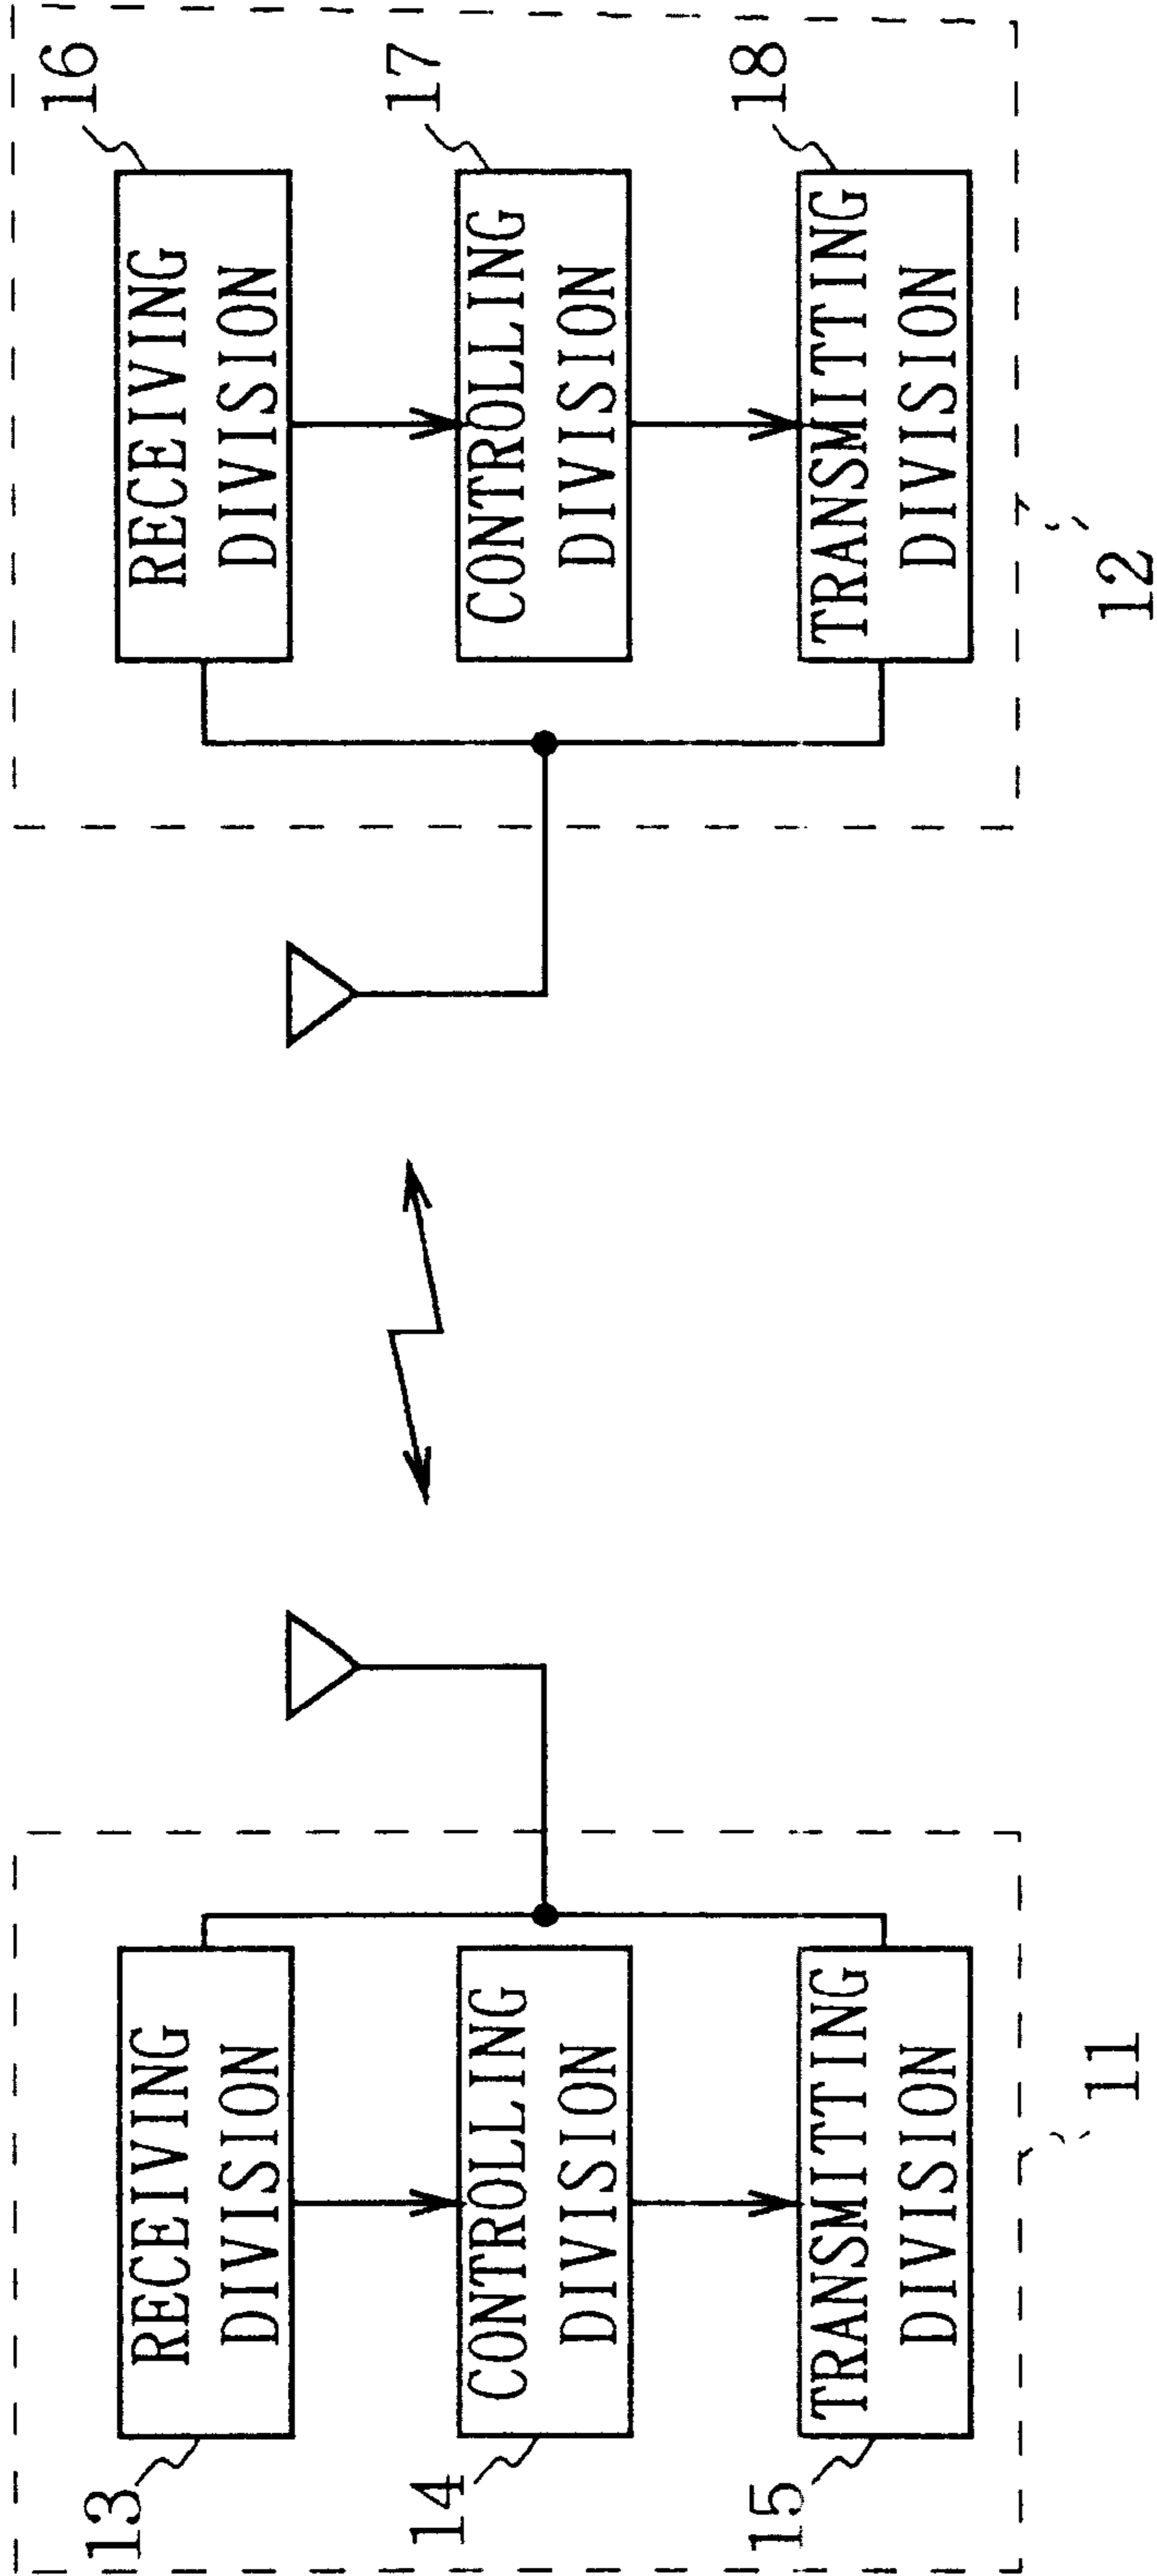 13
RECEIVING
DIVISION
14
CONTROLLING
DIVISION
15
TRANSMITTING
DIVISION
11
16
RECEIVING
DIVISION
17
CONTROLLING
DIVISION
18
TRANSMITTING
DIVISION
12